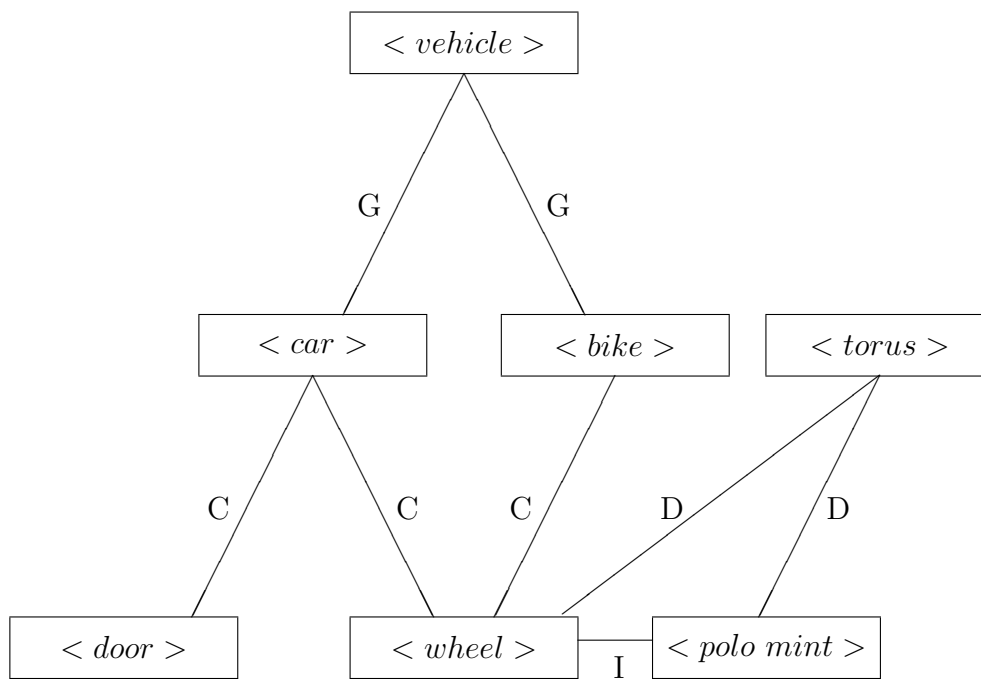 < vehicle >
G G
< car > < bike > < torus >
C C C D D
< door > < wheel > I < polo mint >